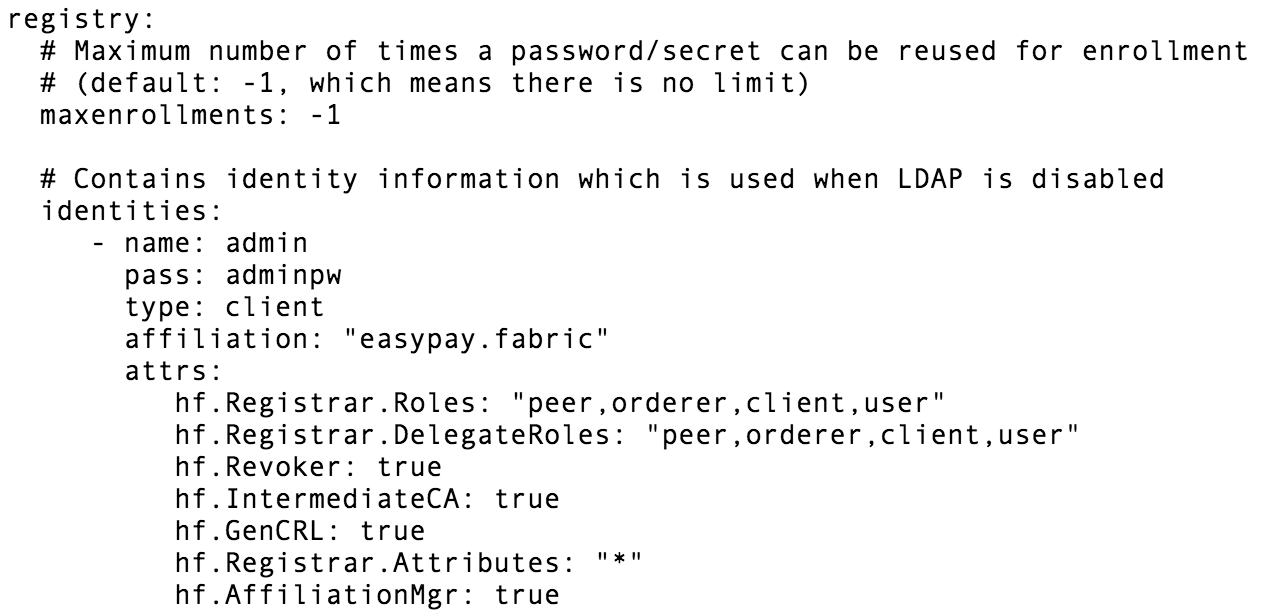 registry:
  # Maximum number of times a password/secret can be reused for enrollment
  # (default: -1, which means there is no limit)
  maxenrollments: -1

  # Contains identity information which is used when LDAP is disabled
  identities:
     - name: admin
       pass: adminpw
       type: client
       affiliation: "easypay.fabric"
       attrs:
          hf.Registrar.Roles: "peer,orderer,client,user"
          hf.Registrar.DelegateRoles: "peer,orderer,client,user"
          hf.Revoker: true
          hf.IntermediateCA: true
          hf.GenCRL: true
          hf.Registrar.Attributes: "*"
          hf.AffiliationMgr: true